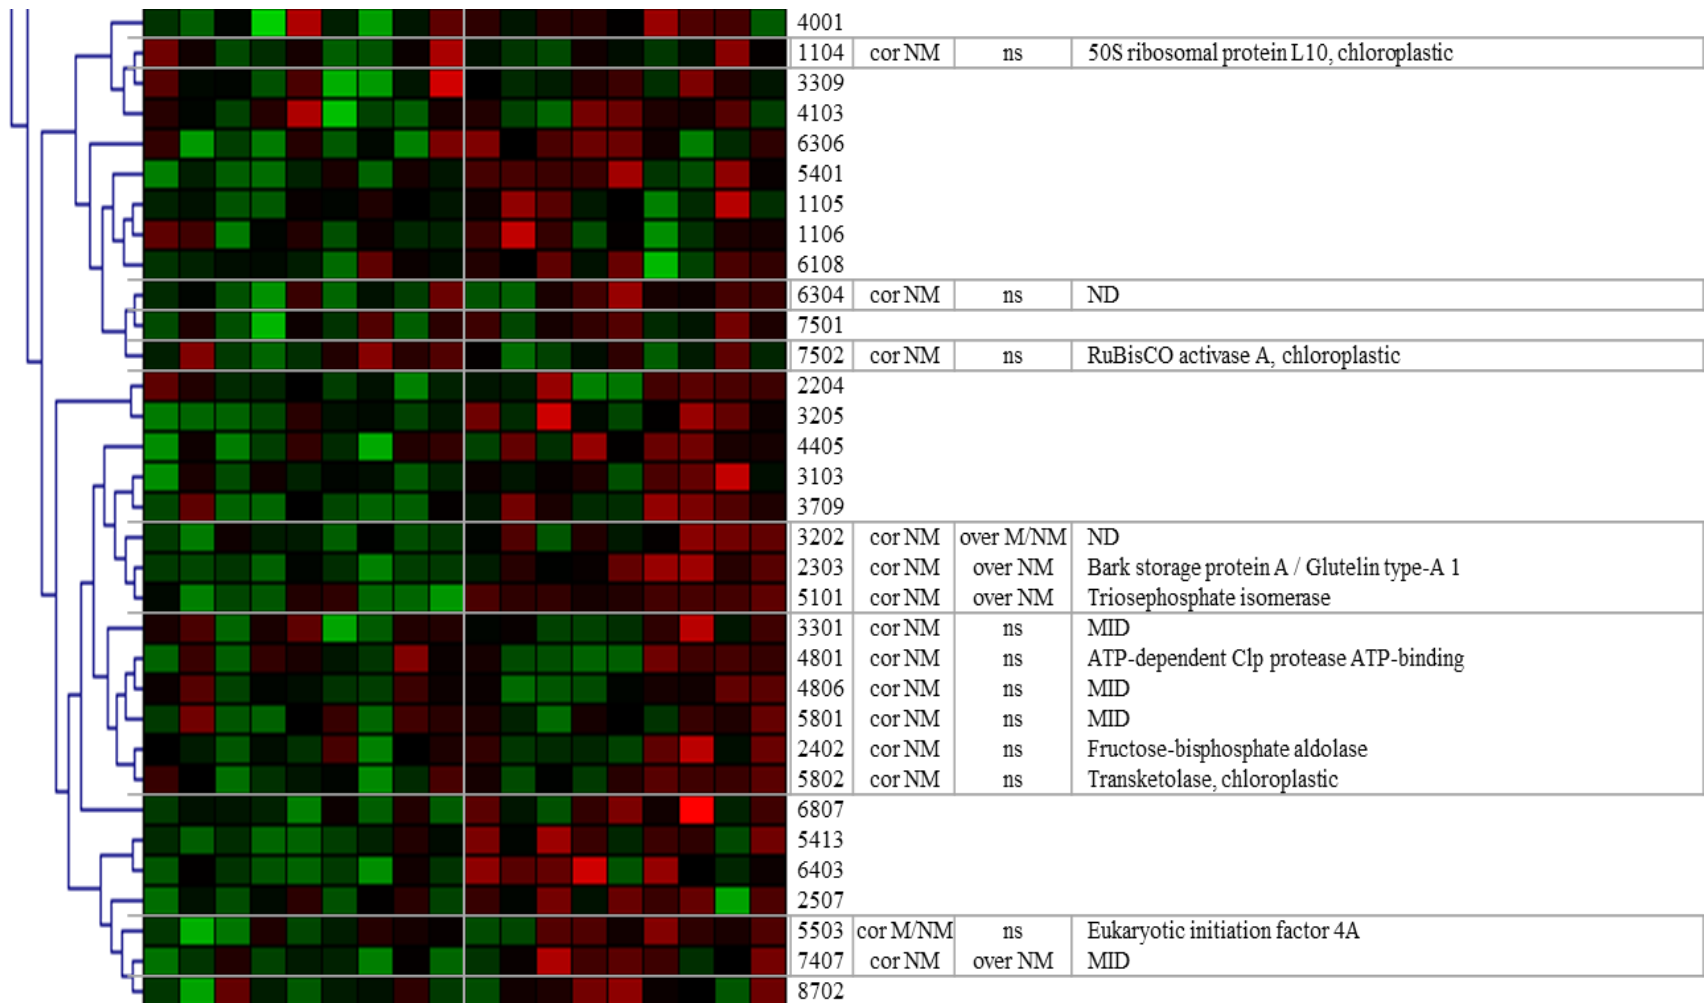 4001
1104 cor NM ns 50S ribosomal protein L10, chloroplastic
3309
4103
6306
5401
1105
1106
6108
6304 cor NM ns ND
7501
7502 cor NM ns RuBisCO activase A, chloroplastic
2204
3205
4405
3103
3709
3202 cor NM over M/NM ND
2303 cor NM over NM Bark storage protein A / Glutelin type-A 1
5101 cor NM over NM Triosephosphate isomerase
3301 cor NM ns MID
4801 cor NM ns ATP-dependent Clp protease ATP-binding
4806 cor NM ns MID
5801 cor NM ns MID
2402 cor NM ns Fructose-bisphosphate aldolase
5802 cor NM ns Transketolase, chloroplastic
6807
5413
6403
2507
5503 cor M/NM ns Eukaryotic initiation factor 4A
7407 cor NM over NM MID
8702